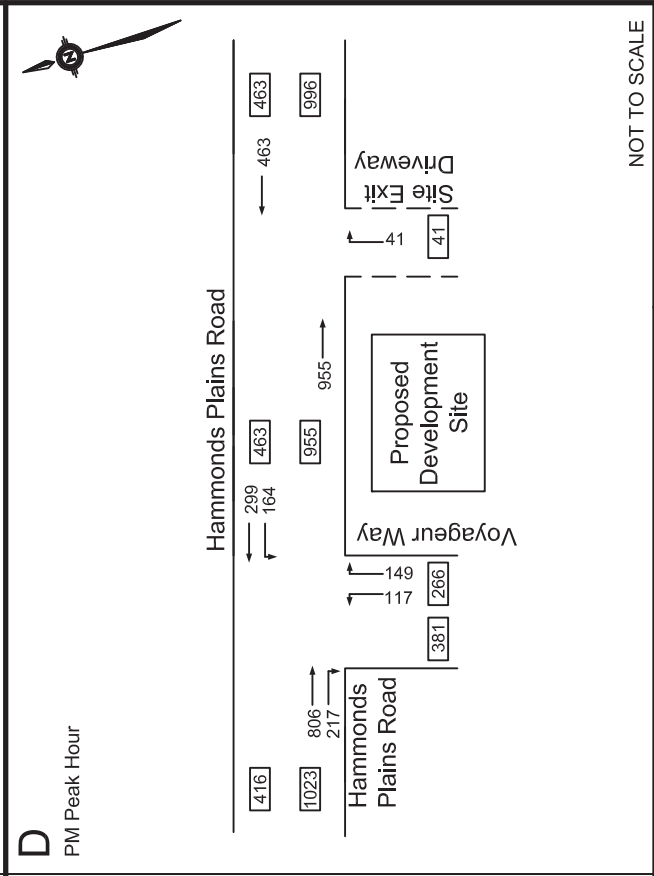 D
PM Peak Hour
N
Hammonds Plains Road
416
1023
806
217
299
164
463
955
955
463
463
996
Hammonds
Plains Road
381
117
149
266
Voyageur Way
Proposed
Development
Site
41
41
Site Exit
Driveway
NOT TO SCALE